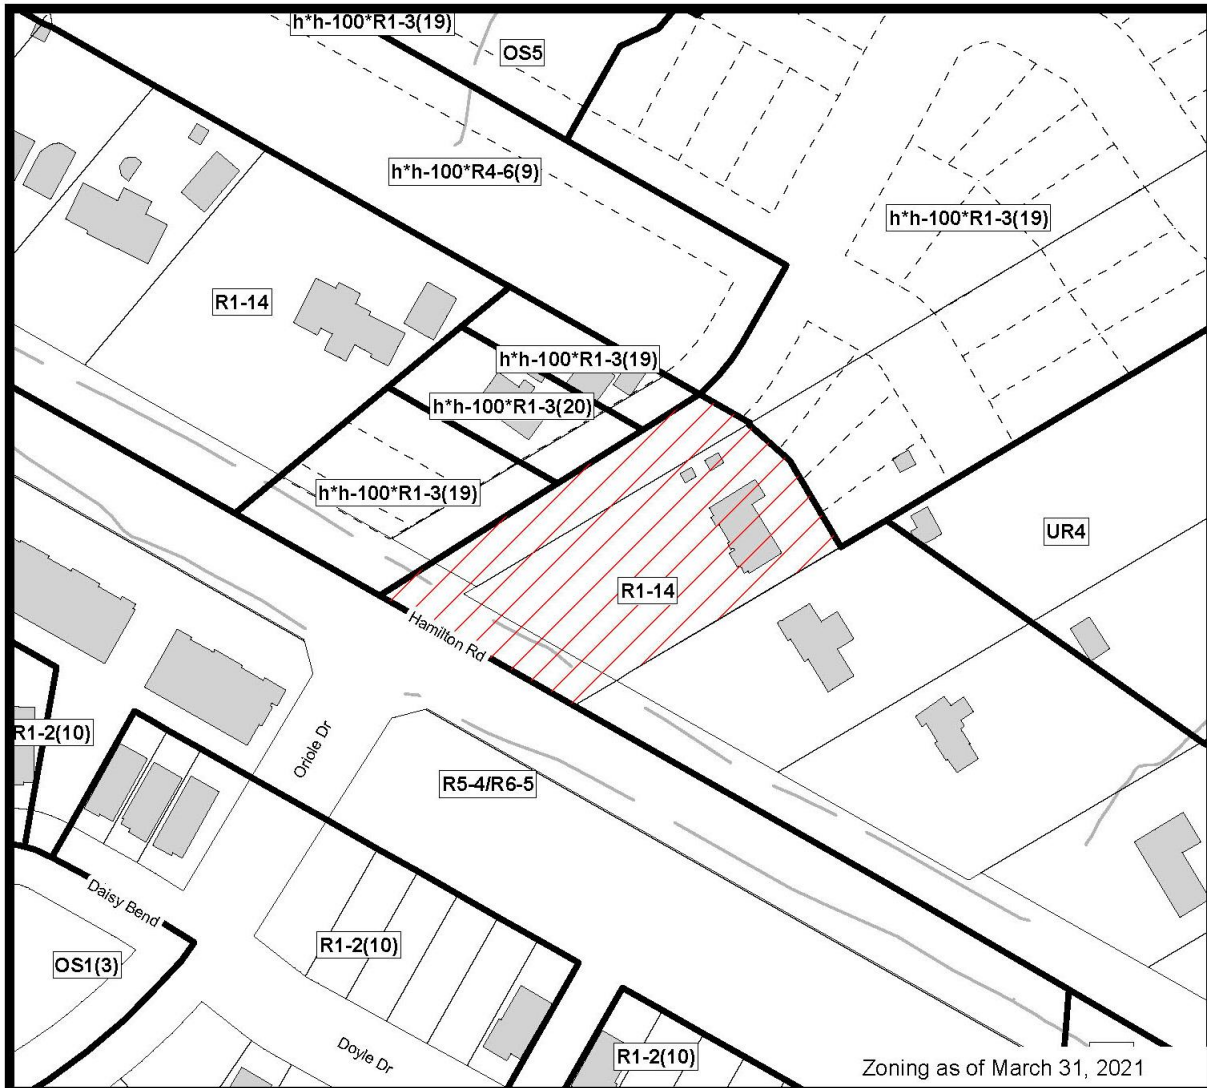 h*h-100*R1-3(19)
OS5
h*h-100*R4-6(9)
h*h-100*R1-3(19)
R1-14
h*h-100*R1-3(19)
h*h-100*R1-3(20)
h*h-100*R1-3(19)
UR4
R1-14
Hamilton Rd
R1-2(10)
Oriole Dr
R5-4/R6-5
Daisy Bend
R1-2(10)
OS1(3)
Doyle Dr
R1-2(10)
Zoning as of March 31, 2021